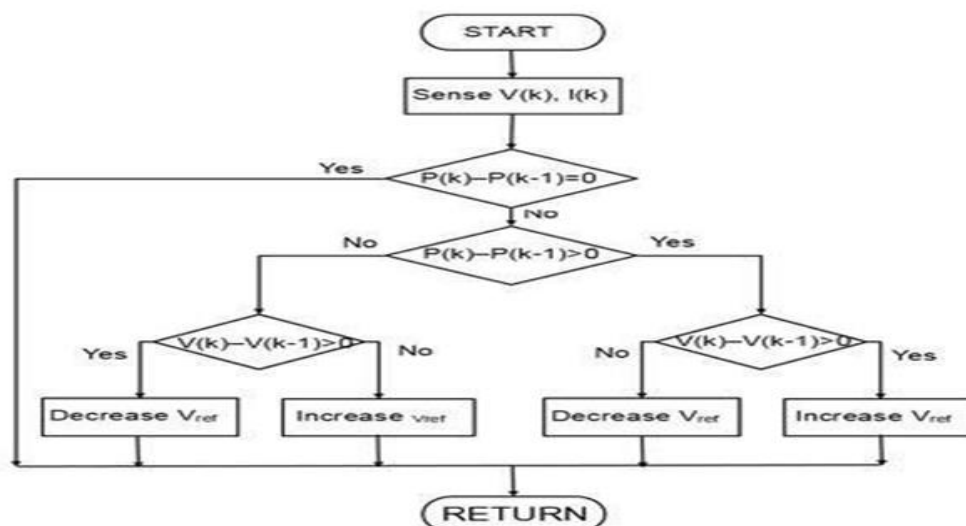 START
Sense V(k), I(k)
Yes
P(k)–P(k-1)=0
No
No
P(k)–P(k-1)>0
Yes
Yes
V(k)–V(k-1)>0
No
No
V(k)–V(k-1)>0
Yes
Decrease Vref
Increase Vref
Decrease Vref
Increase Vref
RETURN